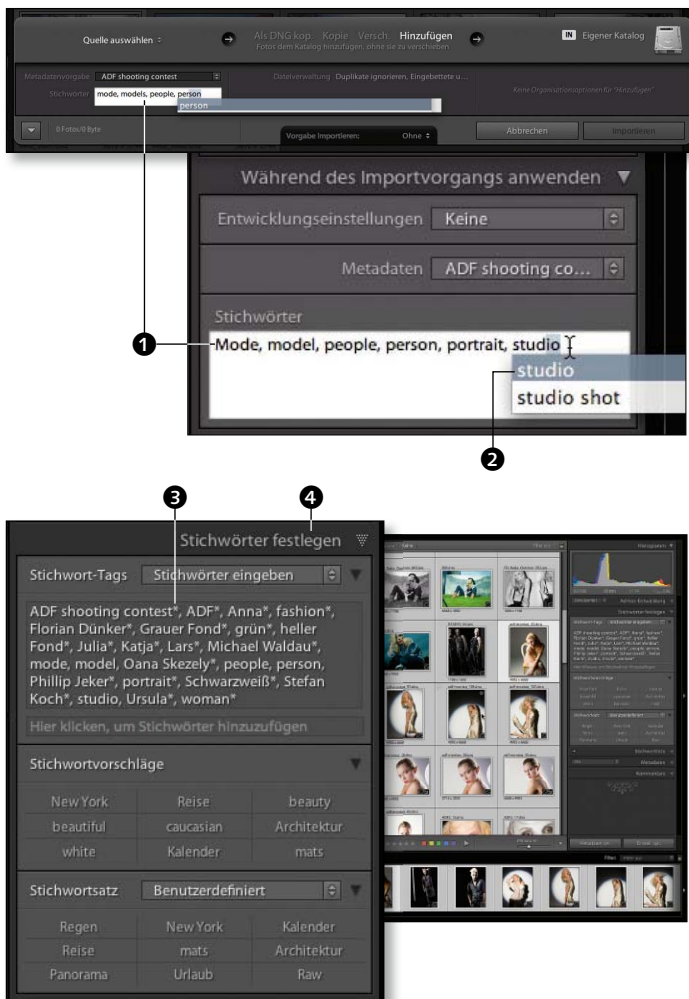 Quelle auswählen
Als DNG kop. Kopie Versch. Hinzufügen
Fotos dem Katalog hinzufügen, ohne sie zu verschieben
IN Eigener Katalog
Metadatenvorgabe ADF shooting contest
Dateiverwaltung Duplikate ignorieren, Eingebettete u...
Stichwörter mode, models, people, person
person
Keine Organisationsoptionen für "Hinzufügen"
0 Fotos/0 Byte
Vorgabe importieren: Ohne
Abbrechen
Importieren
Während des Importvorgangs anwenden
Entwicklungseinstellungen Keine
Metadaten ADF shooting co...
Stichwörter
1
Mode, model, people, person, portrait, studio
studio
studio shot
2
3 4
Stichwörter festlegen
Stichwort-Tags Stichwörter eingeben
ADF shooting contest*, ADF*, Anna*, fashion*,
Florian Dünker*, Grauer Fond*, grün*, heller
Fond*, Julia*, Katja*, Lars*, Michael Waldau*,
mode, model, Oana Skezely*, people, person,
Phillip Jeker*, portrait*, Schwarzweiß*, Stefan
Koch*, studio, Ursula*, woman*
Hier klicken, um Stichwörter hinzuzufügen
Stichwortvorschläge
New York Reise beauty
beautiful caucasian Architektur
white Kalender mats
Stichwortsatz Benutzerdefiniert
Regen New York Kalender
Reise mats Architektur
Panorama Urlaub Raw
Histogramm
Stichwörter festlegen
Metadaten
Kommentare
Filter